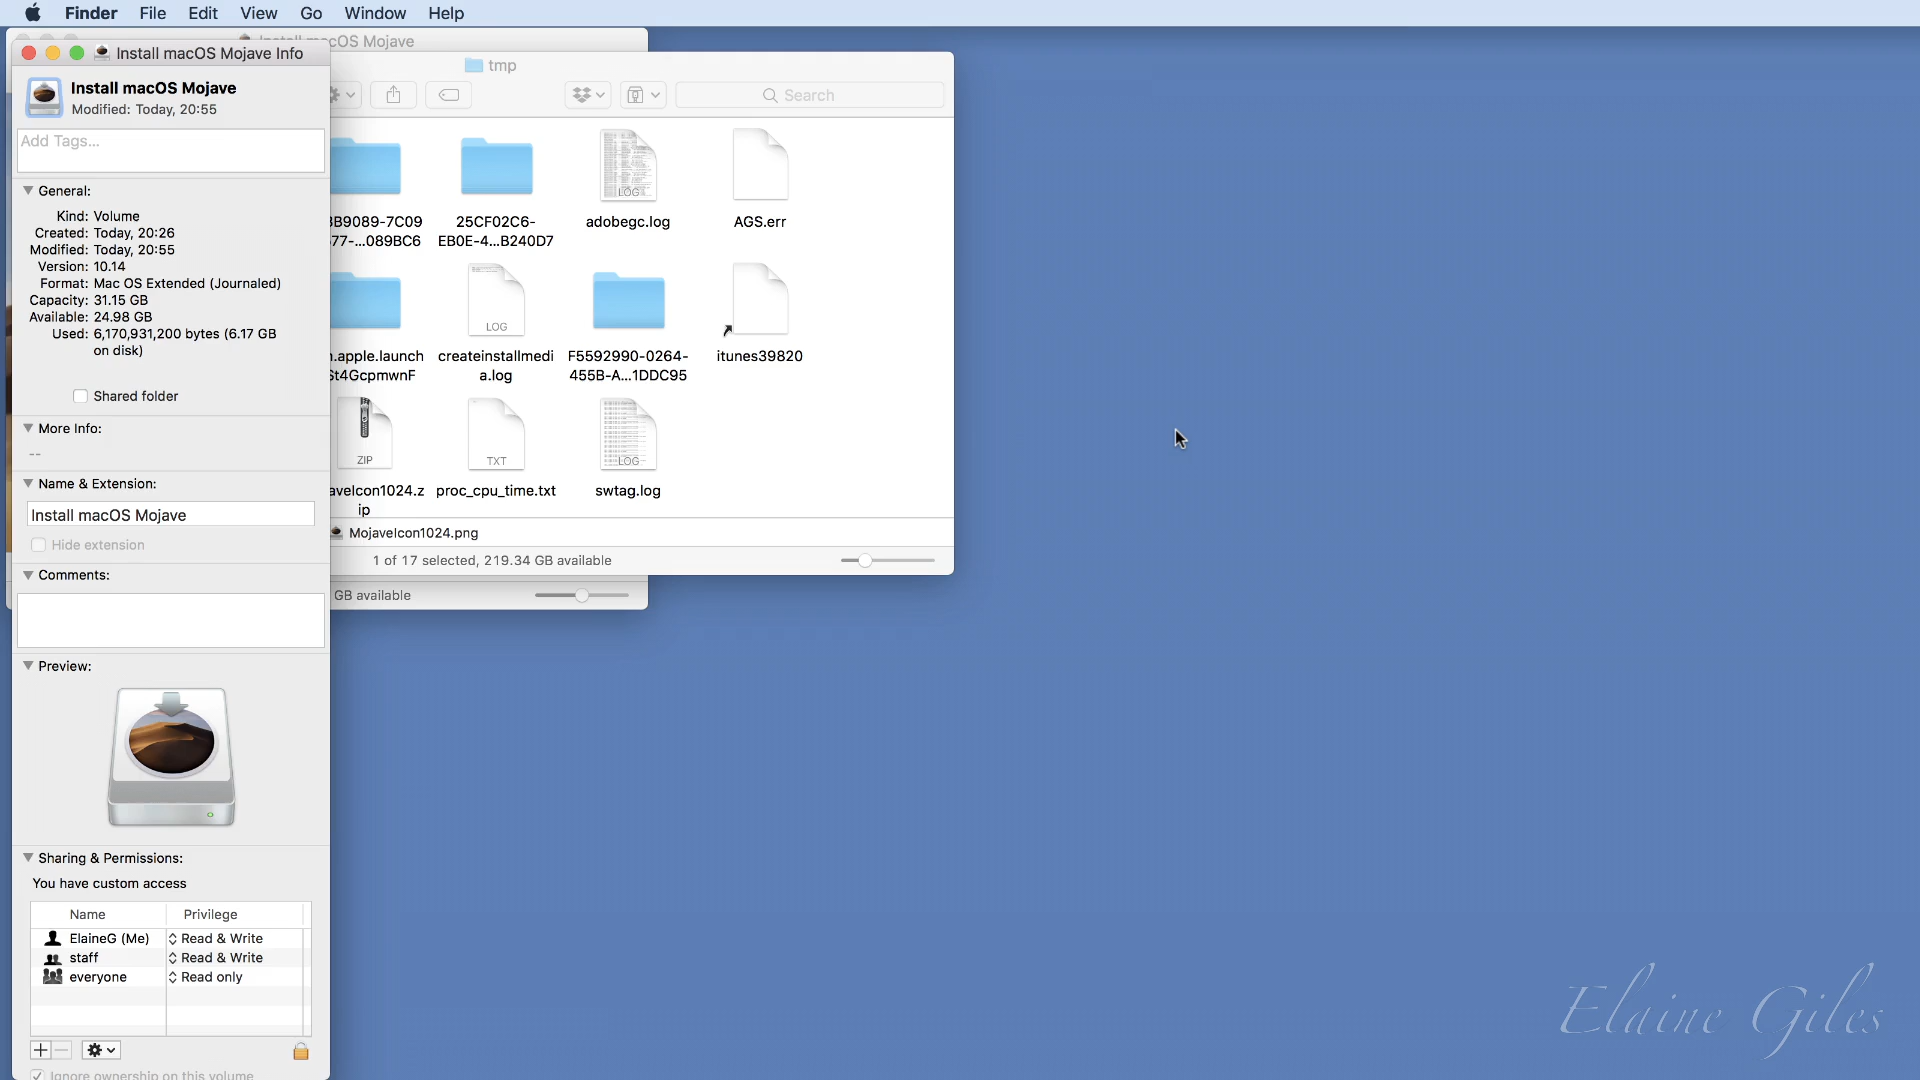 Finder File Edit View Go Window Help
Install macOS Mojave
Install macOS Mojave Info
Install macOS Mojave
Modified: Today, 20:55
Add Tags...
General:
Kind: Volume
Created: Today, 20:26
Modified: Today, 20:55
Version: 10.14
Format: Mac OS Extended (Journaled)
Capacity: 31.15 GB
Available: 24.98 GB
Used: 6,170,931,200 bytes (6.17 GB
on disk)
Shared folder
More Info:
--
Name & Extension:
Install macOS Mojave
Hide extension
Comments:
Preview:
Sharing & Permissions:
You have custom access
Name Privilege
ElaineG (Me) Read & Write
staff Read & Write
everyone Read only
Ignore ownership on this volume
tmp
Search
B9089-7C09
77-...089BC6
25CF02C6-
EB0E-4...B240D7
LOG
adobegc.log
AGS.err
.apple.launch
St4GcpmwnF
LOG
createinstallmedi
a.log
F5592990-0264-
455B-A...1DDC95
itunes39820
ZIP
aveIcon1024.z
ip
TXT
proc_cpu_time.txt
LOG
swtag.log
MojaveIcon1024.png
1 of 17 selected, 219.34 GB available
GB available
Elaine Giles